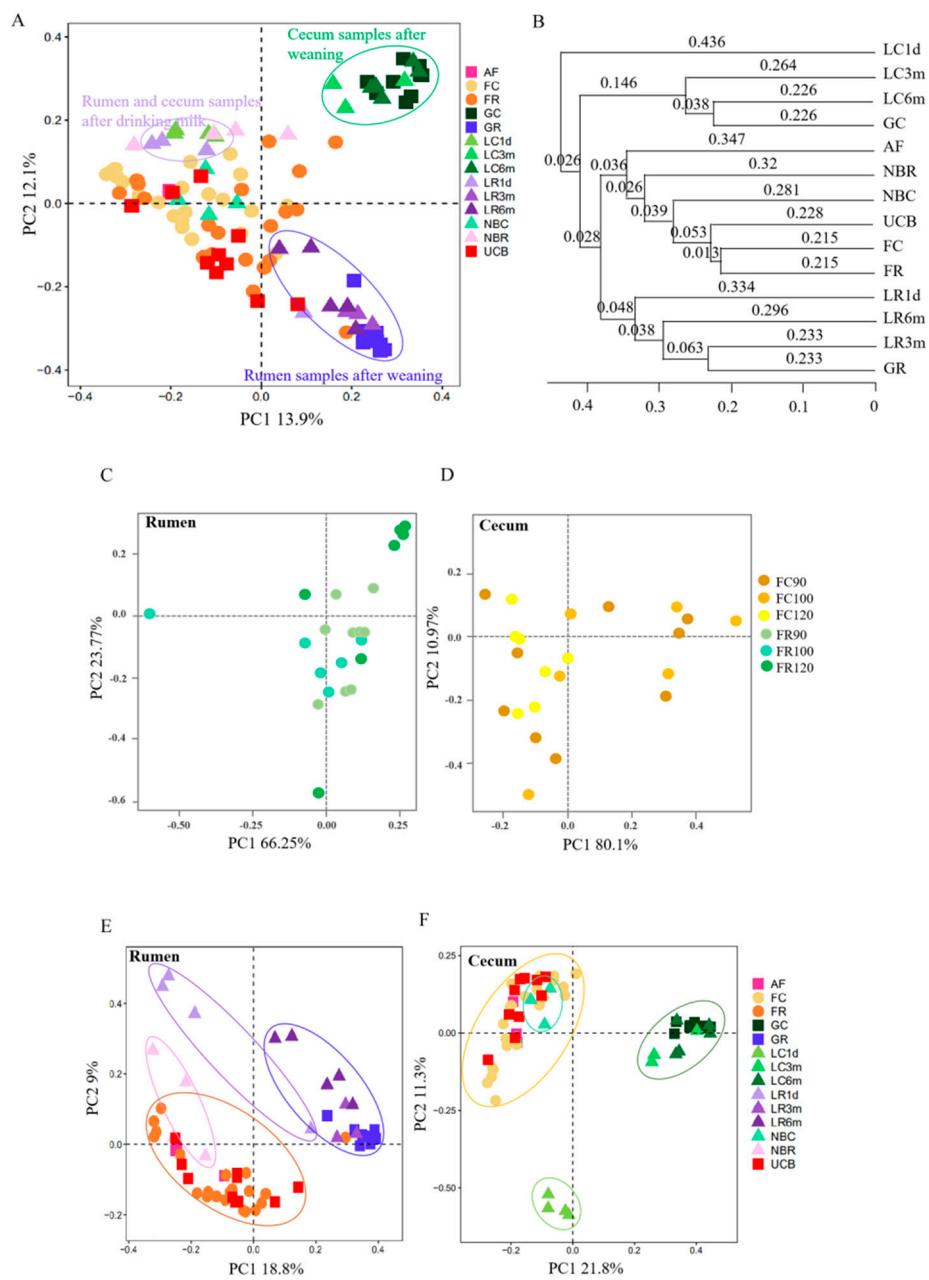 A
Cecum samples after
weaning
Rumen and cecum samples
after drinking milk
Rumen samples after weaning
0.4
0.2
0.0
−0.2
−0.4
−0.4
−0.2
0.0
0.2
0.4
PC2 12.1%
PC1 13.9%
AF
FC
FR
GC
GR
LC1d
LC3m
LC6m
LR1d
LR3m
LR6m
NBC
NBR
UCB
B
0.436
0.264
0.146
0.226
0.038
0.226
0.347
0.026
0.036
0.32
0.026
0.281
0.039
0.228
0.028
0.053
0.215
0.013
0.215
0.334
0.048
0.296
0.038
0.233
0.063
0.233
LC1d
LC3m
LC6m
GC
AF
NBR
NBC
UCB
FC
FR
LR1d
LR6m
LR3m
GR
0.4
0.3
0.2
0.1
0
C
Rumen
0.2
0.0
-0.2
-0.4
-0.6
-0.50
-0.25
0.00
0.25
PC2 23.77%
PC1 66.25%
D
Cecum
0.2
0.0
-0.2
-0.4
-0.2
0.0
0.2
0.4
PC2 10.97%
PC1 80.1%
FC90
FC100
FC120
FR90
FR100
FR120
E
Rumen
0.4
0.2
0.0
−0.2
−0.4
−0.2
0.0
0.2
0.4
PC2 9%
PC1 18.8%
F
Cecum
0.25
0.00
−0.25
−0.50
−0.2
0.0
0.2
0.4
PC2 11.3%
PC1 21.8%
AF
FC
FR
GC
GR
LC1d
LC3m
LC6m
LR1d
LR3m
LR6m
NBC
NBR
UCB